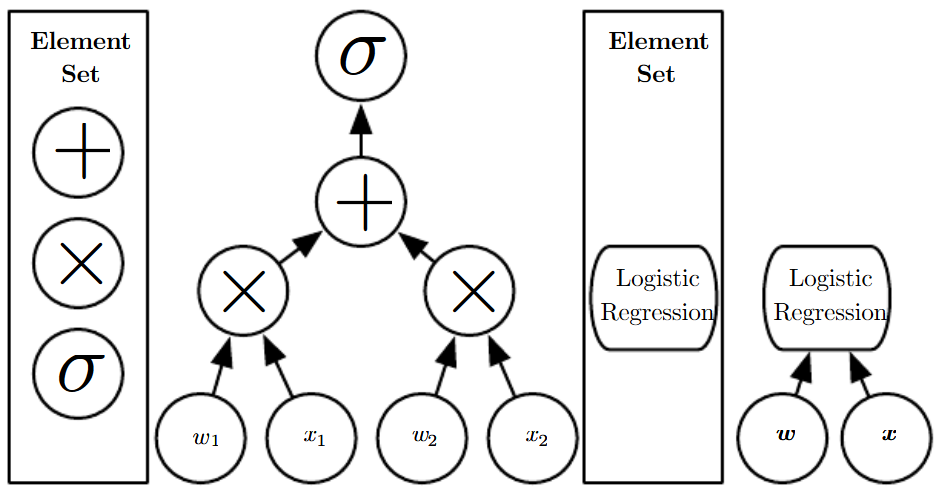 Element
Set
+
×
σ
σ
+
×
×
w₁
x₁
w₂
x₂
Element
Set
Logistic
Regression
Logistic
Regression
w
x